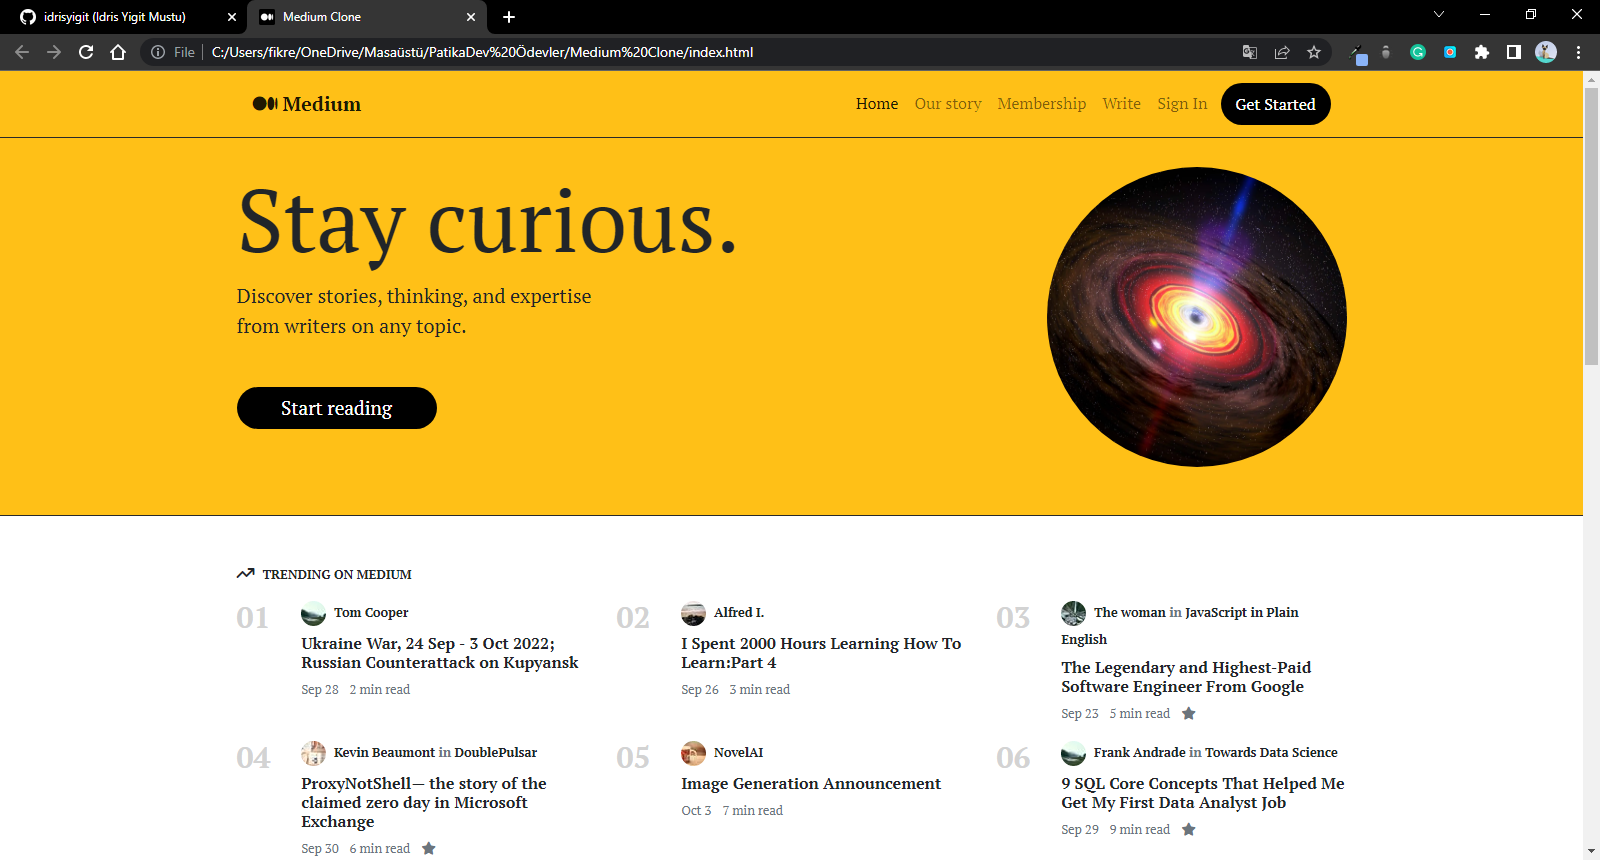 idrisyigit (Idris Yigit Mustu)
Medium Clone
File
C:/Users/fikre/OneDrive/Masaüstü/PatikaDev%20Ödevler/Medium%20Clone/index.html
Medium
Home
Our story
Membership
Write
Sign In
Get Started
Stay curious.
Discover stories, thinking, and expertise
from writers on any topic.
Start reading
TRENDING ON MEDIUM
01
Tom Cooper
Ukraine War, 24 Sep - 3 Oct 2022;
Russian Counterattack on Kupyansk
Sep 28 2 min read
02
Alfred I.
I Spent 2000 Hours Learning How To
Learn:Part 4
Sep 26 3 min read
03
The woman in JavaScript in Plain
English
The Legendary and Highest-Paid
Software Engineer From Google
Sep 23 5 min read
04
Kevin Beaumont in DoublePulsar
ProxyNotShell— the story of the
claimed zero day in Microsoft
Exchange
Sep 30 6 min read
05
NovelAI
Image Generation Announcement
Oct 3 7 min read
06
Frank Andrade in Towards Data Science
9 SQL Core Concepts That Helped Me
Get My First Data Analyst Job
Sep 29 9 min read